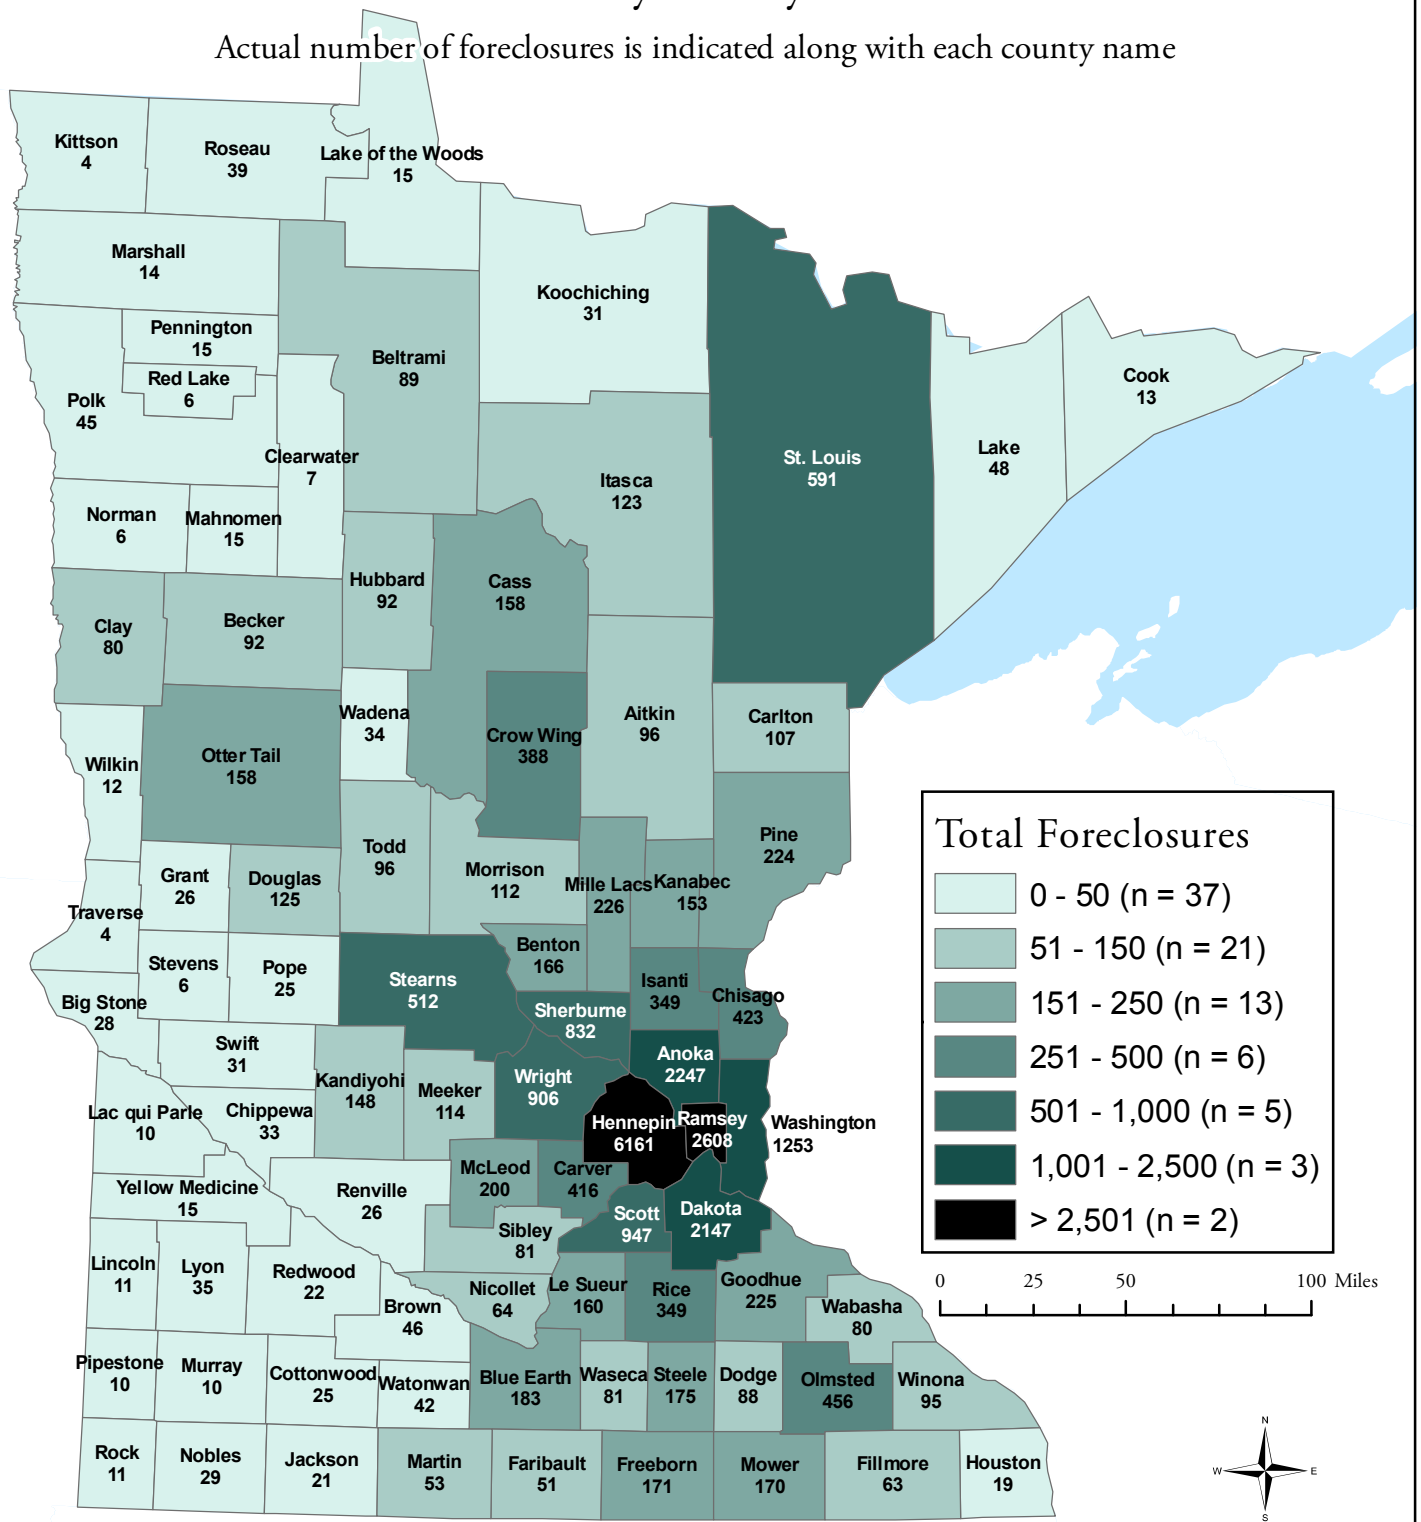 Actual number of foreclosures is indicated along with each county name
Kittson
4
Roseau
39
Lake of the Woods
15
Marshall
14
Koochiching
31
Pennington
15
Beltrami
89
Red Lake
6
Polk
45
Cook
13
Clearwater
7
Lake
48
St. Louis
591
Itasca
123
Norman
6
Mahnomen
15
Hubbard
92
Cass
158
Clay
80
Becker
92
Wadena
34
Aitkin
96
Carlton
107
Crow Wing
388
Otter Tail
158
Wilkin
12
Pine
224
Todd
96
Morrison
112
Grant
26
Douglas
125
Mille Lacs
226
Kanabec
153
Traverse
4
Benton
166
Stevens
6
Pope
25
Stearns
512
Isanti
349
Chisago
423
Big Stone
28
Sherburne
832
Swift
31
Anoka
2247
Kandiyohi
148
Meeker
114
Wright
906
Lac qui Parle
10
Chippewa
33
Hennepin
6161
Ramsey
2608
Washington
1253
McLeod
200
Carver
416
Yellow Medicine
15
Renville
26
Sibley
81
Scott
947
Dakota
2147
Lincoln
11
Lyon
35
Redwood
22
Nicollet
64
Le Sueur
160
Rice
349
Goodhue
225
Brown
46
Wabasha
80
Pipestone
10
Murray
10
Cottonwood
25
Watonwan
42
Blue Earth
183
Waseca
81
Steele
175
Dodge
88
Olmsted
456
Winona
95
Rock
11
Nobles
29
Jackson
21
Martin
53
Faribault
51
Freeborn
171
Mower
170
Fillmore
63
Houston
19
Total Foreclosures
0 - 50 (n = 37)
51 - 150 (n = 21)
151 - 250 (n = 13)
251 - 500 (n = 6)
501 - 1,000 (n = 5)
1,001 - 2,500 (n = 3)
> 2,501 (n = 2)
0 25 50 100 Miles
N
W E
S